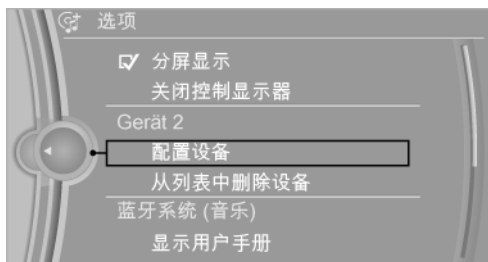 选项
分屏显示
关闭控制显示器
Gerät 2
配置设备
从列表中删除设备
蓝牙系统 (音乐)
显示用户手册